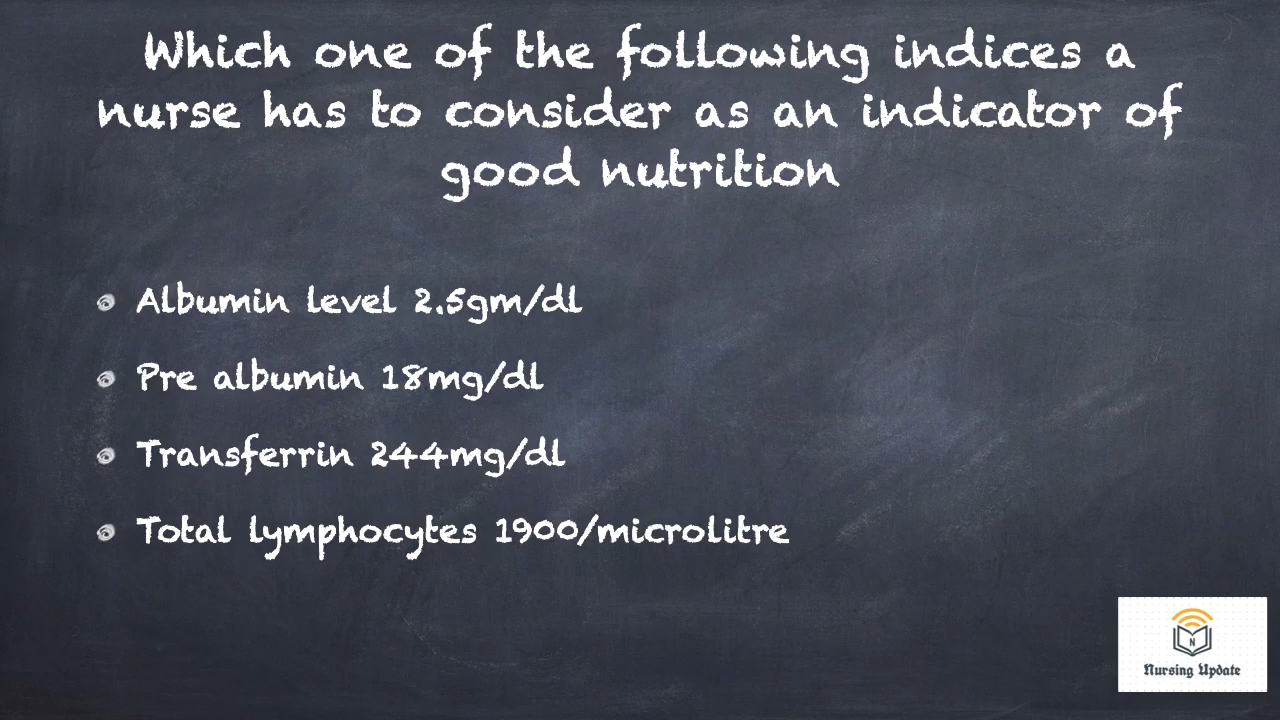 Which one of the following indices a
nurse has to consider as an indicator of
good nutrition
Albumin level 2.5gm/dl
Pre albumin 18mg/dl
Transferrin 244mg/dl
Total lymphocytes 1900/microlitre
N
Nursing Update